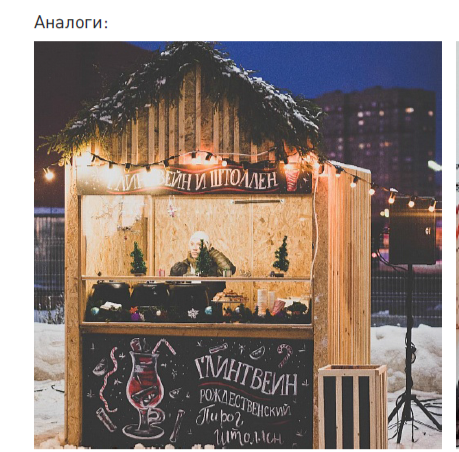 Аналоги:
ГЛИНТВЕЙН И ШТОЛЛЕН
ГЛИНТВЕЙН
РОЖДЕСТВЕНСКИЙ
Пирог
Штоллен